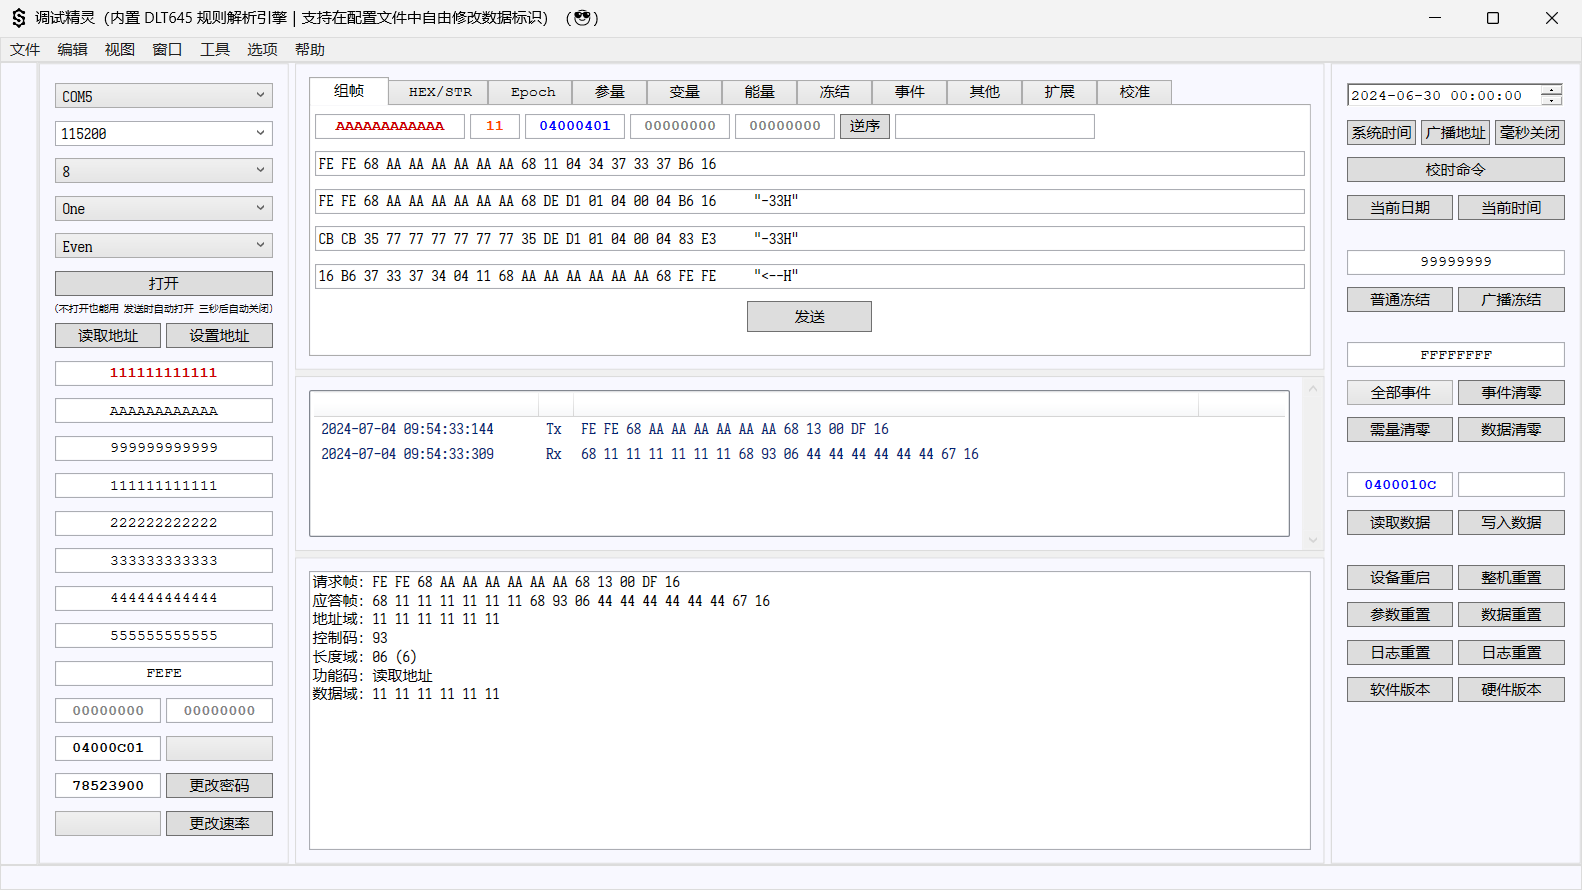 调试精灵（内置 DLT645 规则解析引擎 | 支持在配置文件中自由修改数据标识）（😎）
文件 编辑 视图 窗口 工具 选项 帮助
COM5
115200
8
One
Even
打开
(不打开也能用 发送时自动打开 三秒后自动关闭)
读取地址 设置地址
111111111111
AAAAAAAAAAAA
999999999999
111111111111
222222222222
333333333333
444444444444
555555555555
FEFE
00000000 00000000
04000C01
78523900 更改密码
更改速率
组帧 HEX/STR Epoch 参量 变量 能量 冻结 事件 其他 扩展 校准
AAAAAAAAAAAA 11 04000401 00000000 00000000 逆序
FE FE 68 AA AA AA AA AA AA 68 11 04 34 37 33 37 B6 16
FE FE 68 AA AA AA AA AA AA 68 DE D1 01 04 00 04 B6 16 "-33H"
CB CB 35 77 77 77 77 77 77 35 DE D1 01 04 00 04 83 E3 "-33H"
16 B6 37 33 37 34 04 11 68 AA AA AA AA AA AA 68 FE FE "<--H"
发送
2024-07-04 09:54:33:144 Tx FE FE 68 AA AA AA AA AA AA 68 13 00 DF 16
2024-07-04 09:54:33:309 Rx 68 11 11 11 11 11 11 68 93 06 44 44 44 44 44 44 67 16
请求帧: FE FE 68 AA AA AA AA AA AA 68 13 00 DF 16
应答帧: 68 11 11 11 11 11 11 68 93 06 44 44 44 44 44 44 67 16
地址域: 11 11 11 11 11 11
控制码: 93
长度域: 06 (6)
功能码: 读取地址
数据域: 11 11 11 11 11 11
2024-06-30 00:00:00
系统时间 广播地址 毫秒关闭
校时命令
当前日期 当前时间
99999999
普通冻结 广播冻结
FFFFFFFF
全部事件 事件清零
需量清零 数据清零
0400010C
读取数据 写入数据
设备重启 整机重置
参数重置 数据重置
日志重置 日志重置
软件版本 硬件版本